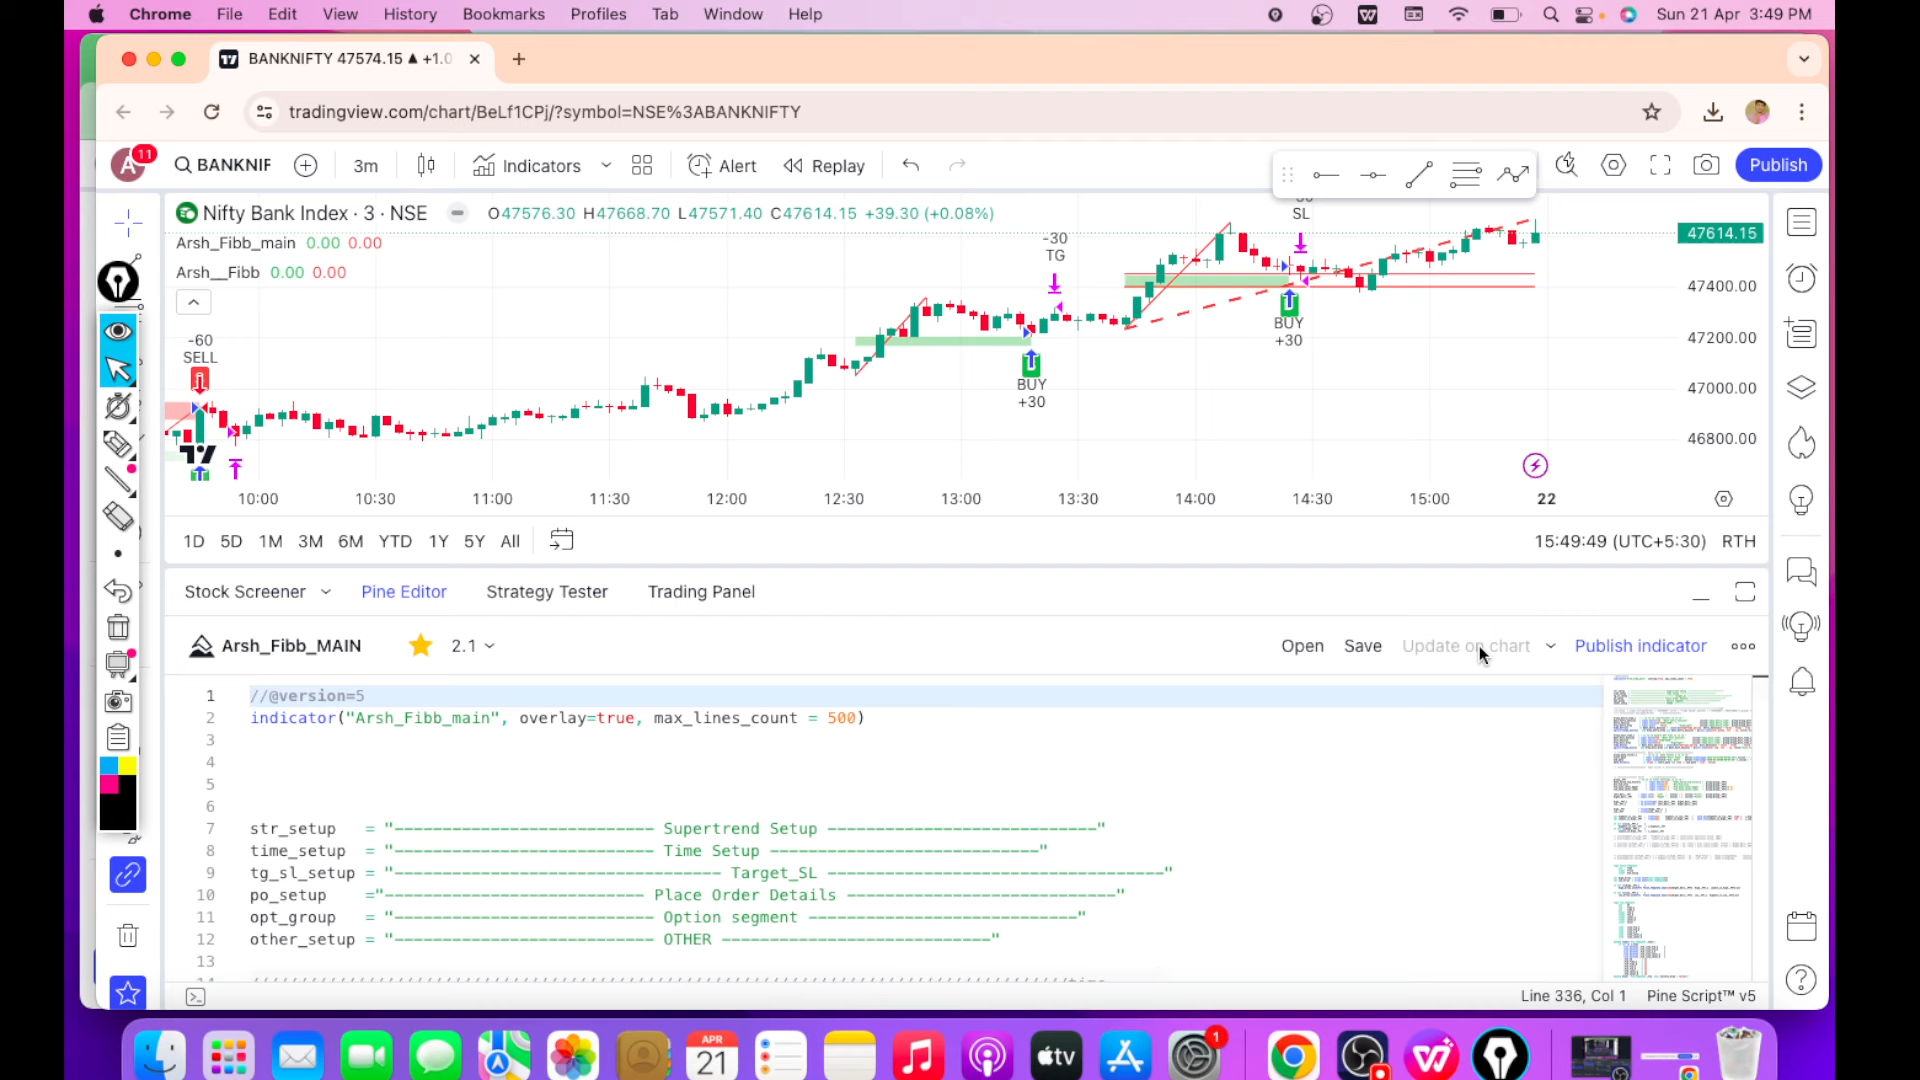 Chrome File Edit View History Bookmarks Profiles Tab Window Help Sun 21 Apr 3:49 PM
BANKNIFTY 47574.15 ▲ +1.0
tradingview.com/chart/BeLf1CPj/?symbol=NSE%3ABANKNIFTY
A 11 BANKNIF 3m Indicators Alert Replay Publish
Nifty Bank Index · 3 · NSE O47576.30 H47668.70 L47571.40 C47614.15 +39.30 (+0.08%)
Arsh_Fibb_main 0.00 0.00
Arsh__Fibb 0.00 0.00
-60
SELL
-30
TG
BUY
+30
SL
BUY
+30
47614.15
47400.00
47200.00
47000.00
46800.00
10:00 10:30 11:00 11:30 12:00 12:30 13:00 13:30 14:00 14:30 15:00 22
1D 5D 1M 3M 6M YTD 1Y 5Y All 15:49:49 (UTC+5:30) RTH
Stock Screener Pine Editor Strategy Tester Trading Panel
Arsh_Fibb_MAIN 2.1 Open Save Update on chart Publish indicator
1 //@version=5
2 indicator("Arsh_Fibb_main", overlay=true, max_lines_count = 500)
3
4
5
6
7 str_setup = "—————————————————————————— Supertrend Setup ——————————————————————————"
8 time_setup = "—————————————————————————— Time Setup ——————————————————————————"
9 tg_sl_setup = "————————————————————————————————— Target_SL —————————————————————————————————"
10 po_setup ="—————————————————————————— Place Order Details ———————————————————————————"
11 opt_group = "—————————————————————————— Option segment ——————————————————————————"
12 other_setup = "—————————————————————————— OTHER ——————————————————————————"
13
Line 336, Col 1 Pine Script™ v5
APR
21
tv
1